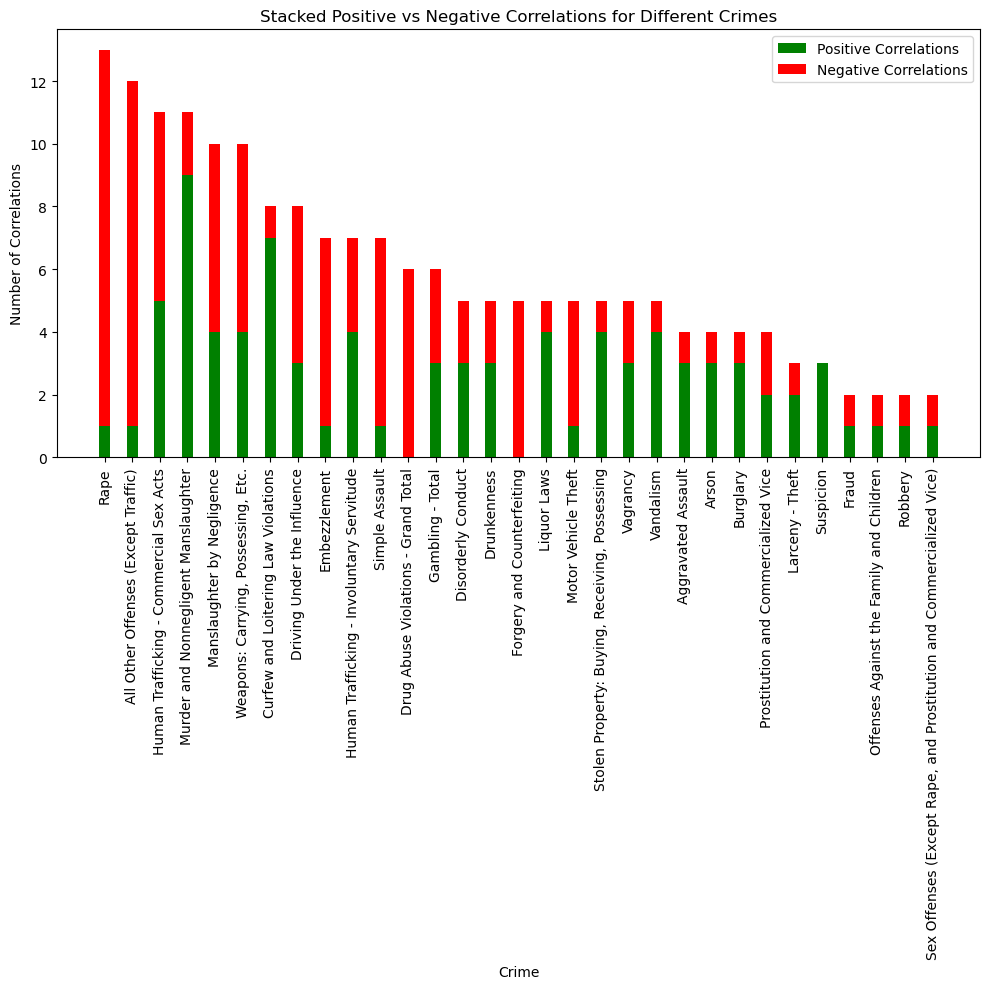 Stacked Positive vs Negative Correlations for Different Crimes
Positive Correlations
Negative Correlations
Number of Correlations
12
10
8
6
4
2
0
Rape
All Other Offenses (Except Traffic)
Human Trafficking - Commercial Sex Acts
Murder and Nonnegligent Manslaughter
Manslaughter by Negligence
Weapons: Carrying, Possessing, Etc.
Curfew and Loitering Law Violations
Driving Under the Influence
Embezzlement
Human Trafficking - Involuntary Servitude
Simple Assault
Drug Abuse Violations - Grand Total
Gambling - Total
Disorderly Conduct
Drunkenness
Forgery and Counterfeiting
Liquor Laws
Motor Vehicle Theft
Stolen Property: Buying, Receiving, Possessing
Vagrancy
Vandalism
Aggravated Assault
Arson
Burglary
Prostitution and Commercialized Vice
Larceny - Theft
Suspicion
Fraud
Offenses Against the Family and Children
Robbery
Sex Offenses (Except Rape, and Prostitution and Commercialized Vice)
Crime